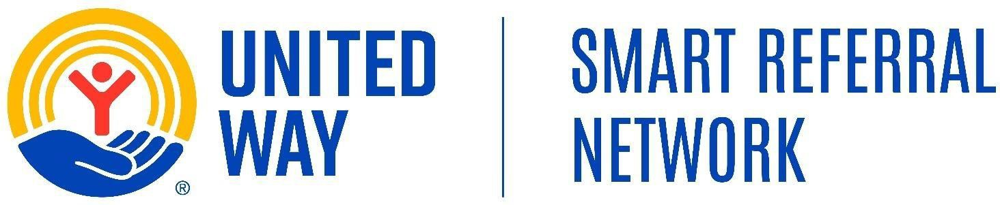 UNITED
WAY
®
SMART REFERRAL
NETWORK